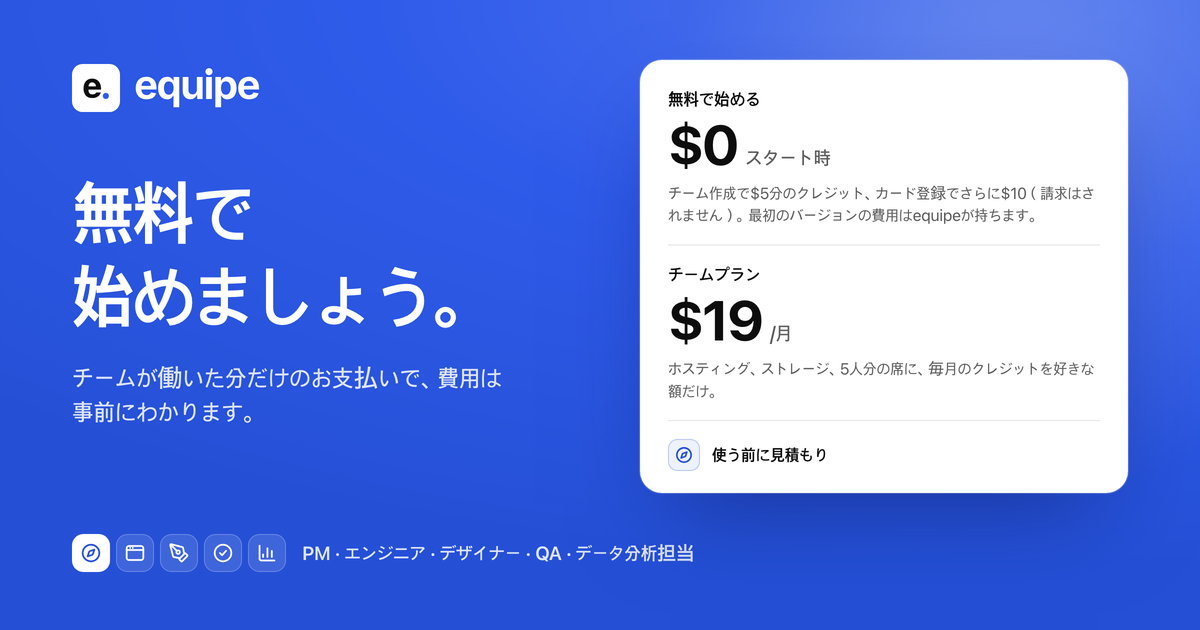 e.
equipe
無料で
始めましょう。
チームが働いた分だけのお支払いで、費用は
事前にわかります。
無料で始める
$0 スタート時
チーム作成で$5分のクレジット、カード登録でさらに$10 ( 請求はさ
れません ) 。最初のバージョンの費用はequipeが持ちます。
チームプラン
$19 /月
ホスティング、ストレージ、5人分の席に、毎月のクレジットを好きな
額だけ。
使う前に見積もり
PM · エンジニア · デザイナー · QA · データ分析担当